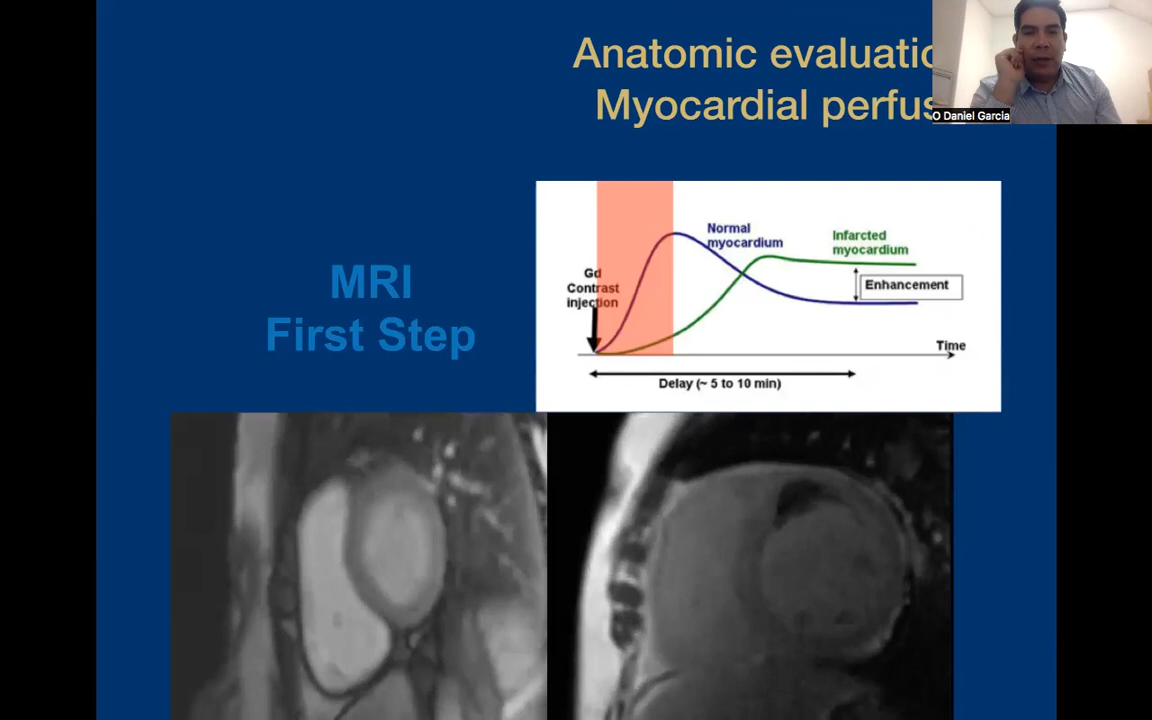 Anatomic evaluatio
Myocardial perfus
O Daniel Garcia
MRI
First Step
Gd
Contrast
injection
Normal
myocardium
Infarcted
myocardium
Enhancement
Time
Delay (~ 5 to 10 min)